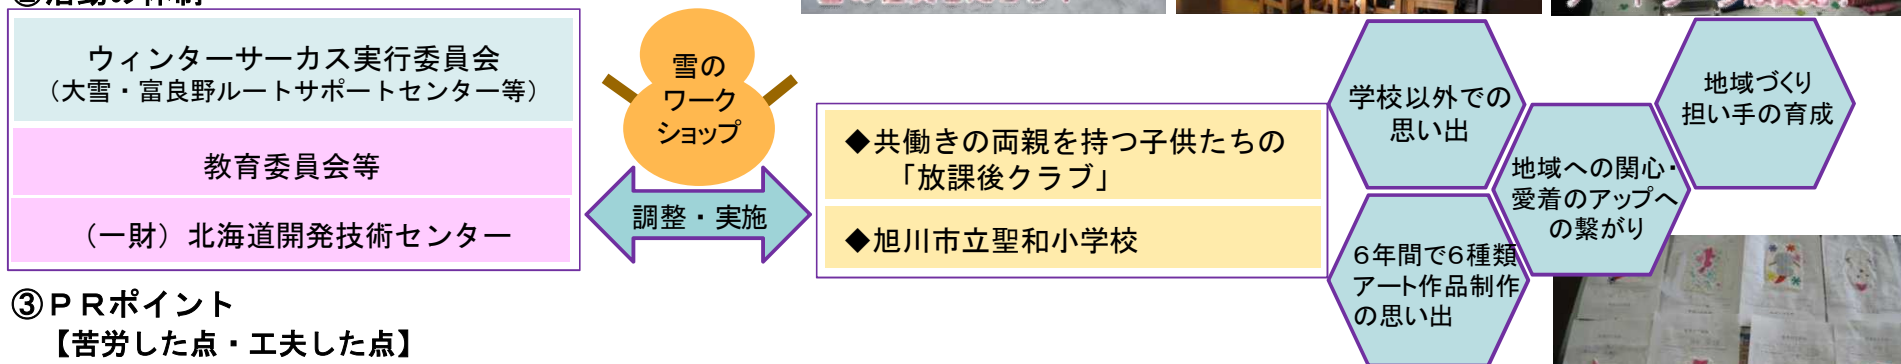 ②活動の体制
ウィンターサーカス実行委員会
（大雪・富良野ルートサポートセンター等）
教育委員会等
（一財）北海道開発技術センター
雪の
ワーク
ショップ
調整・実施
◆共働きの両親を持つ子供たちの
「放課後クラブ」
◆旭川市立聖和小学校
学校以外での
思い出
地域づくり
担い手の育成
地域への関心・
愛着のアップへ
の繋がり
６年間で６種類
アート作品制作
の思い出
③ＰＲポイント
【苦労した点・工夫した点】